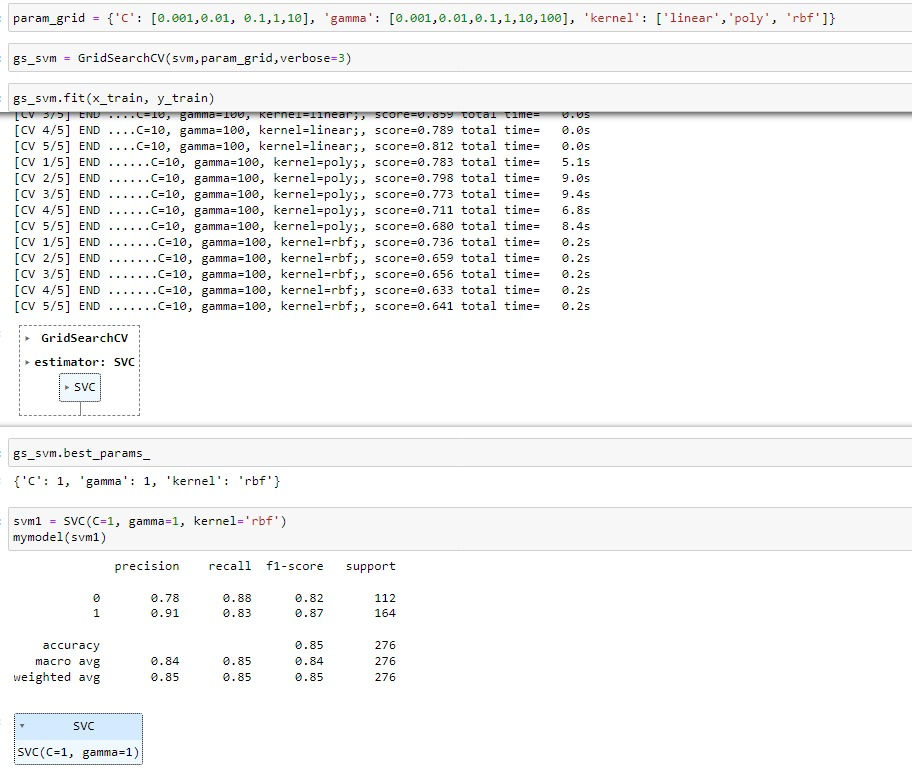 param_grid = {'C': [0.001,0.01, 0.1,1,10], 'gamma': [0.001,0.01,0.1,1,10,100], 'kernel': ['linear','poly', 'rbf']}
gs_svm = GridSearchCV(svm,param_grid,verbose=3)
gs_svm.fit(x_train, y_train)
[CV 3/5] END ....C=10, gamma=100, kernel=linear;, score=0.859 total time=   0.0s
[CV 4/5] END ....C=10, gamma=100, kernel=linear;, score=0.789 total time=   0.0s
[CV 5/5] END ....C=10, gamma=100, kernel=linear;, score=0.812 total time=   0.0s
[CV 1/5] END ......C=10, gamma=100, kernel=poly;, score=0.783 total time=   5.1s
[CV 2/5] END ......C=10, gamma=100, kernel=poly;, score=0.798 total time=   9.0s
[CV 3/5] END ......C=10, gamma=100, kernel=poly;, score=0.773 total time=   9.4s
[CV 4/5] END ......C=10, gamma=100, kernel=poly;, score=0.711 total time=   6.8s
[CV 5/5] END ......C=10, gamma=100, kernel=poly;, score=0.680 total time=   8.4s
[CV 1/5] END .......C=10, gamma=100, kernel=rbf;, score=0.736 total time=   0.2s
[CV 2/5] END .......C=10, gamma=100, kernel=rbf;, score=0.659 total time=   0.2s
[CV 3/5] END .......C=10, gamma=100, kernel=rbf;, score=0.656 total time=   0.2s
[CV 4/5] END .......C=10, gamma=100, kernel=rbf;, score=0.633 total time=   0.2s
[CV 5/5] END .......C=10, gamma=100, kernel=rbf;, score=0.641 total time=   0.2s
GridSearchCV
estimator: SVC
SVC
gs_svm.best_params_
{'C': 1, 'gamma': 1, 'kernel': 'rbf'}
svm1 = SVC(C=1, gamma=1, kernel='rbf')
mymodel(svm1)
precision    recall  f1-score   support
0       0.78      0.88      0.82       112
1       0.91      0.83      0.87       164
accuracy                           0.85       276
macro avg       0.84      0.85      0.84       276
weighted avg       0.85      0.85      0.85       276
SVC
SVC(C=1, gamma=1)